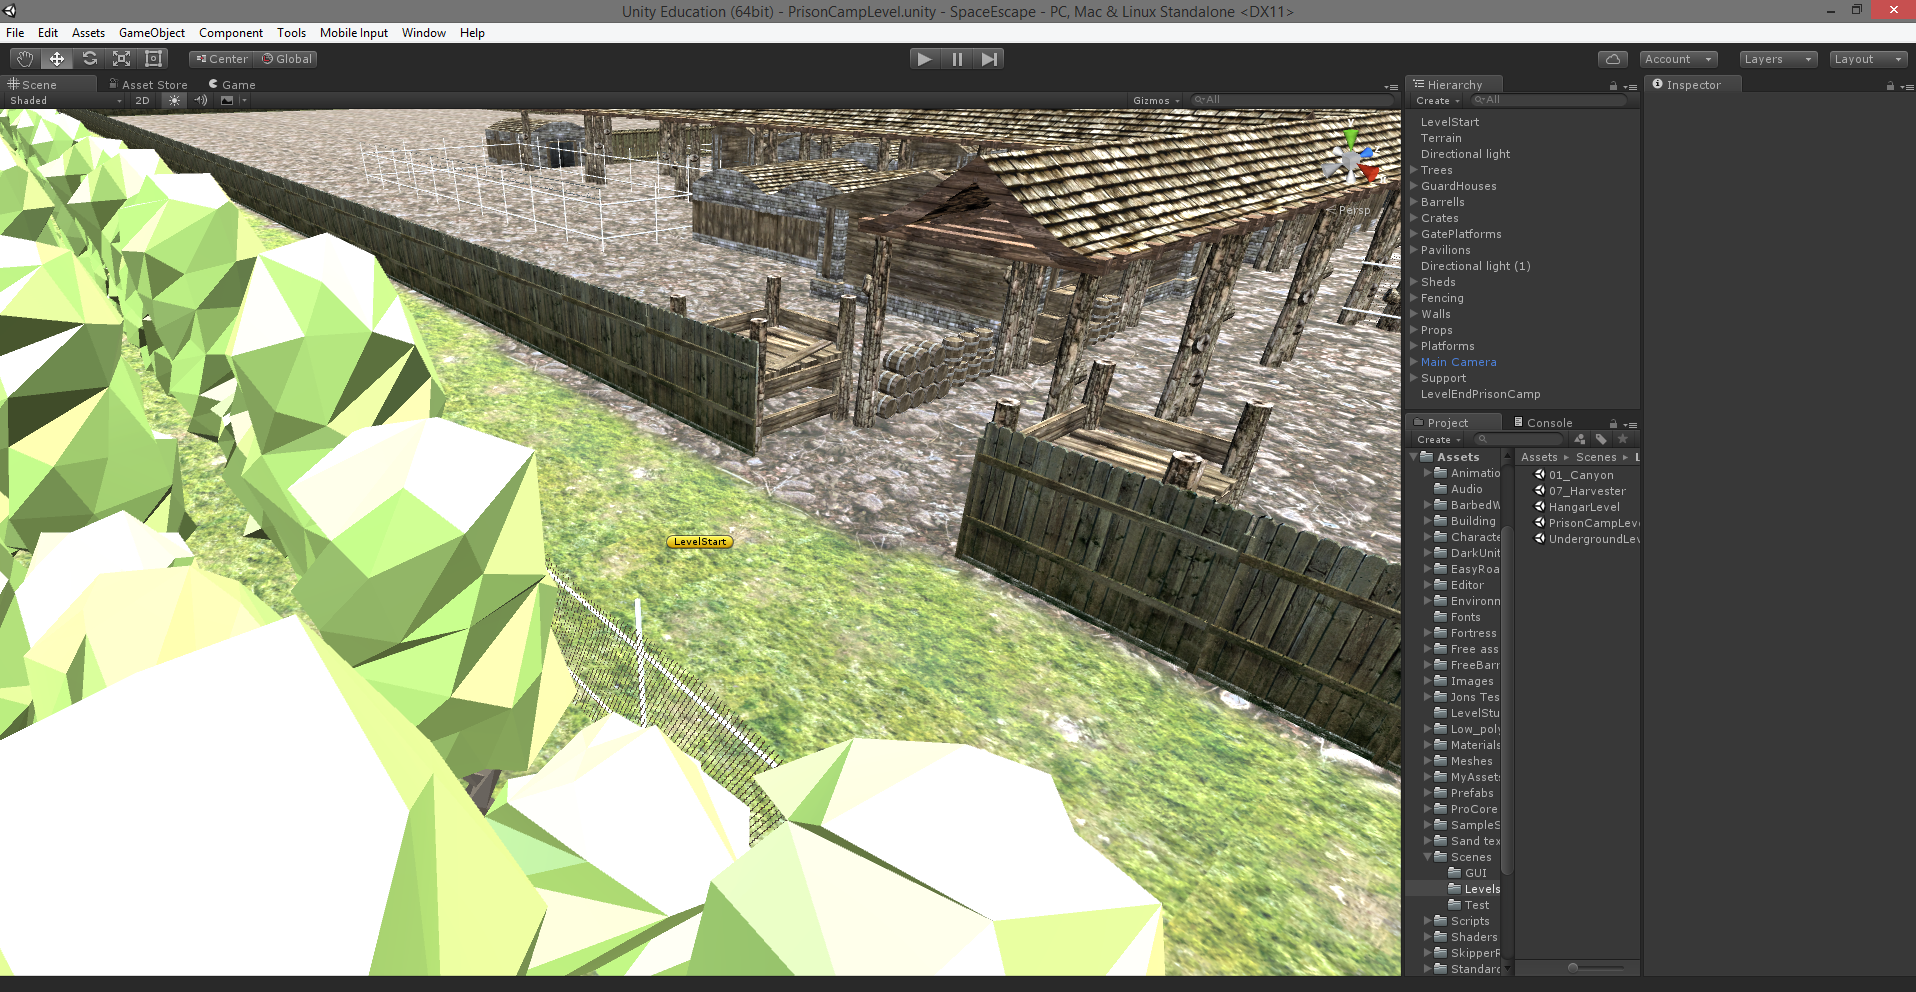 Unity Education (64bit) - PrisonCampLevel.unity - SpaceEscape - PC, Mac & Linux Standalone <DX11>
File Edit Assets GameObject Component Tools Mobile Input Window Help
Center Global
Account Layers Layout
Scene Asset Store Game
Shaded 2D Gizmos All
Persp
LevelStart
Hierarchy
Create All
LevelStart
Terrain
Directional light
Trees
GuardHouses
Barrells
Crates
GatePlatforms
Pavilions
Directional light (1)
Sheds
Fencing
Walls
Props
Platforms
Main Camera
Support
LevelEndPrisonCamp
Project Console
Create
Assets
Animatio
Audio
BarbedW
Building
Characte
DarkUnit
EasyRoa
Editor
Environn
Fonts
Fortress
Free ass
FreeBarr
Images
Jons Tes
LevelStu
Low_poly
Materials
Meshes
MyAssets
Prefabs
ProCore
SampleS
Sand tex
Scenes
GUI
Levels
Test
Scripts
Shaders
SkipperR
Standard
Assets Scenes L
01_Canyon
07_Harvester
HangarLevel
PrisonCampLeve
UndergroundLev
Inspector